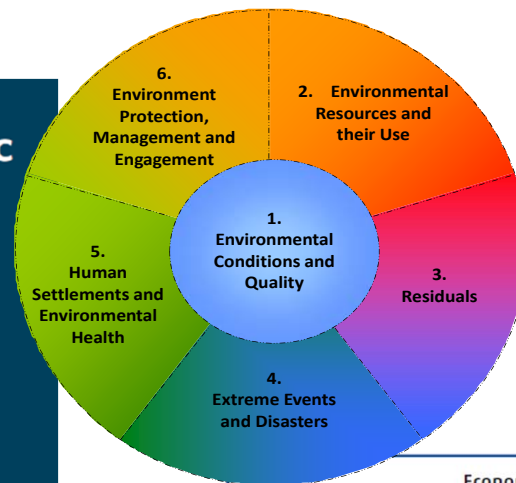 6.
Environment
Protection,
Management and
Engagement
2. Environmental
Resources and
their Use
c
1.
Environmental
Conditions and
Quality
5.
Human
Settlements and
Environmental
Health
3.
Residuals
4.
Extreme Events
and Disasters